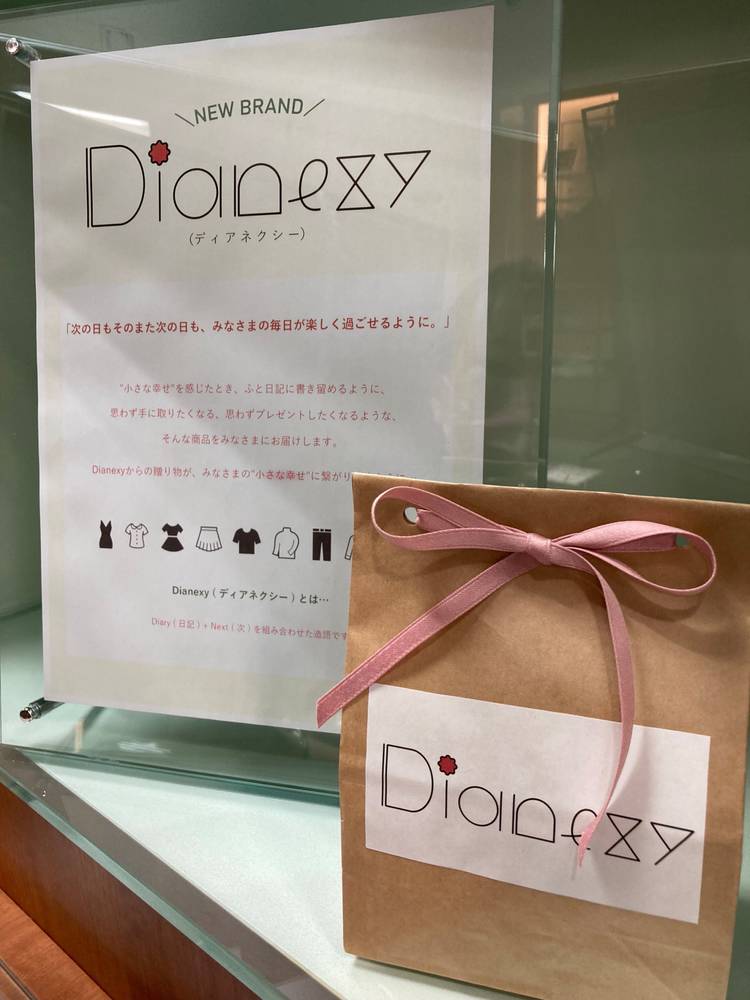 NEW BRAND
Dianexy
(ディアネクシー)
「次の日もそのまた次の日も、みなさまの毎日が楽しく過ごせるように。」
"小さな幸せ"を感じたとき、ふと日記に書き留めるように、
思わず手に取りたくなる、思わずプレゼントしたくなるような、
そんな商品をみなさまにお届けします。
Dianexyからの贈り物が、みなさまの"小さな幸せ"に繋がり
Dianexy(ディアネクシー)とは…
Diary(日記)+Next(次)を組み合わせた造語です
Dianexy